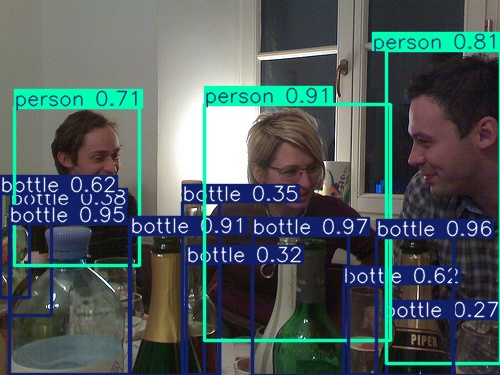 person 0.81
person 0.91
person 0.71
bottle 0.62
bottle 0.38
bottle 0.35
bottle 0.95
bottle 0.91
bottle 0.97
bottle 0.96
bottle 0.32
bottle 0.62
bottle 0.27
PIPER